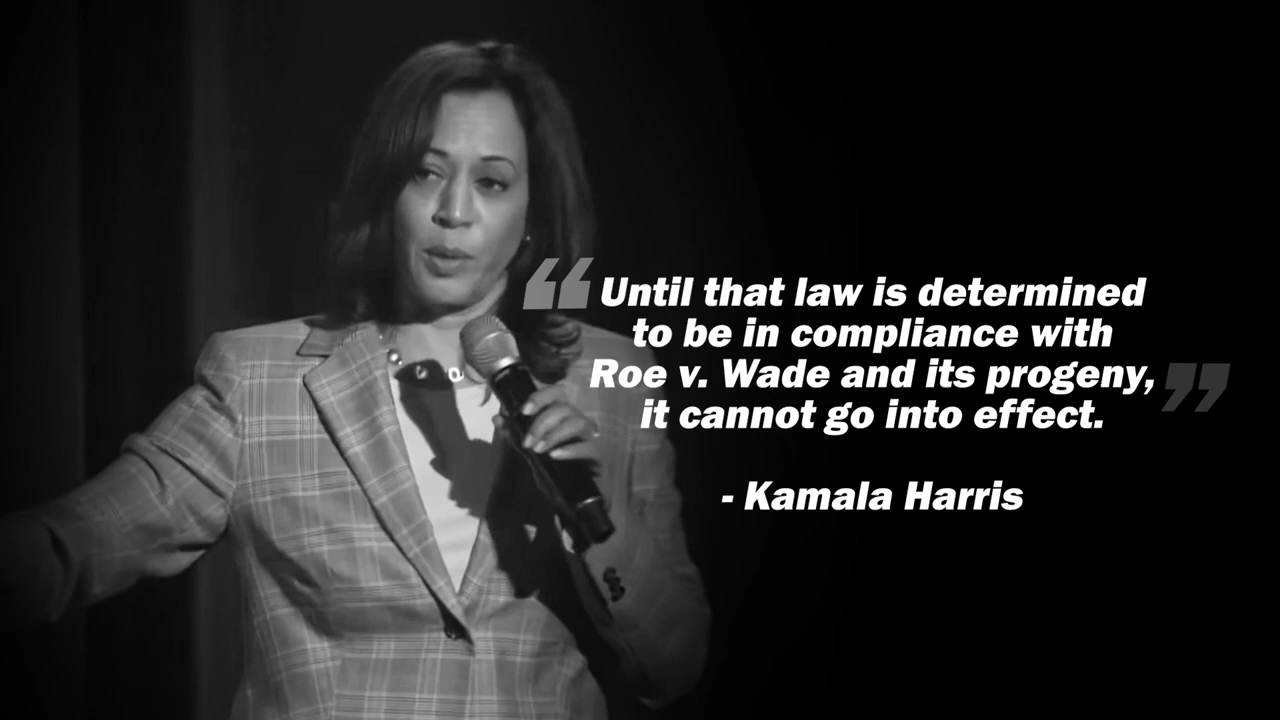 “Until that law is determined
to be in compliance with
Roe v. Wade and its progeny,
it cannot go into effect.”
- Kamala Harris